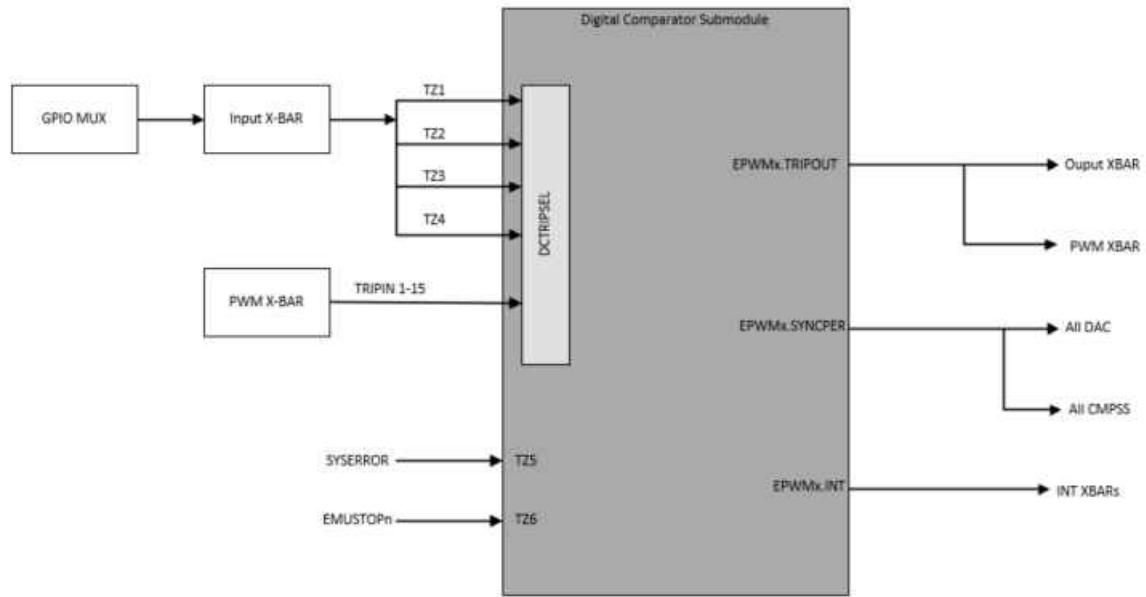 Digital Comparator Submodule
GPIO MUX
Input X-BAR
TZ1
TZ2
TZ3
TZ4
DCTRIPSEL
PWM X-BAR
TRIPIN 1-15
SYSERROR
TZ5
EMUSTOPn
TZ6
EPWMx.TRIPOUT
Ouput XBAR
PWM XBAR
EPWMx.SYNCPER
All DAC
All CMPSS
EPWMx.INT
INT XBARs